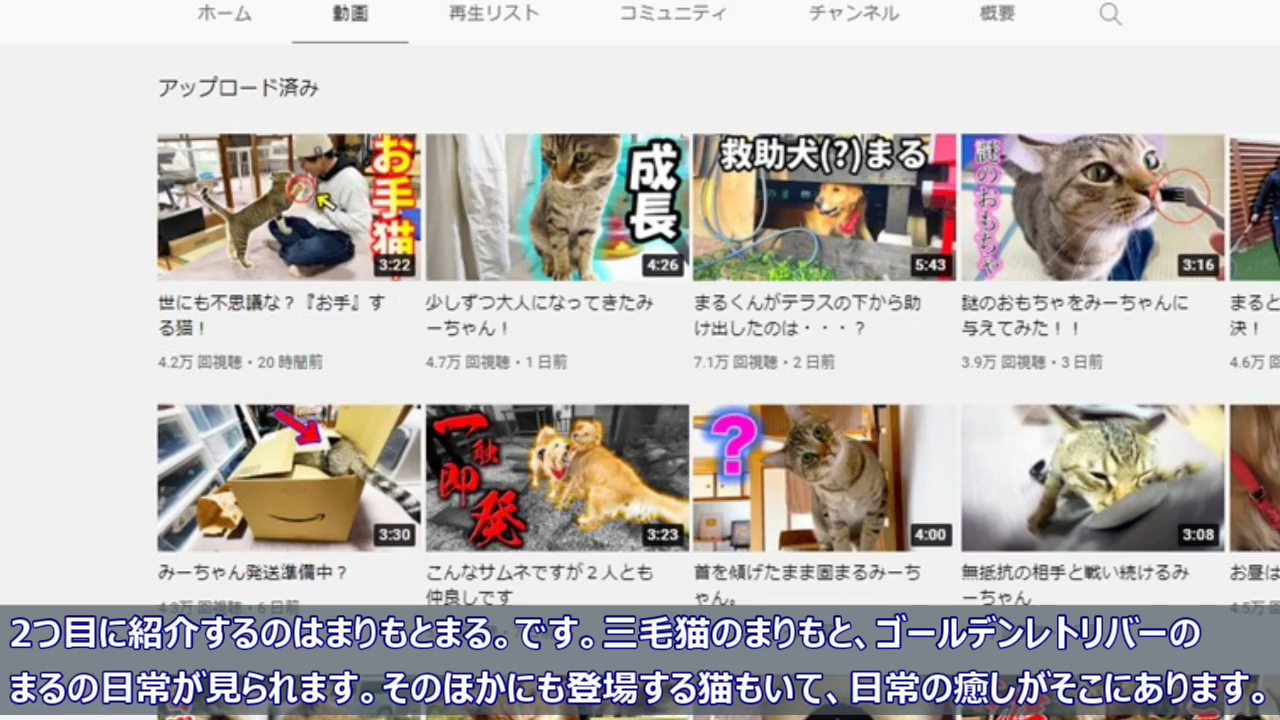 ホーム 動画 再生リスト コミュニティ チャンネル 概要
アップロード済み
お手猫
3:22
成長
4:26
救助犬(?)まる
5:43
謎のおもちゃ
3:16
世にも不思議な？『お手』す
る猫！
4.2万 回視聴・20 時間前
少しずつ大人になってきたみ
ーちゃん！
4.7万 回視聴・1 日前
まるくんがテラスの下から助
け出したのは・・・？
7.1万 回視聴・2 日前
謎のおもちゃをみーちゃんに
与えてみた！！
3.9万 回視聴・3 日前
まると
決！
4.6万 回
3:30
一触即発
3:23
?
4:00
3:08
みーちゃん発送準備中？
4.3万 回視聴・6 日前
こんなサムネですが２人とも
仲良しです
首を傾げたまま固まるみーち
ゃん。
無抵抗の相手と戦い続けるみ
ーちゃん
お昼は
4.5万 回
2つ目に紹介するのはまりもとまる。です。三毛猫のまりもと、ゴールデンレトリバーの
まるの日常が見られます。そのほかにも登場する猫もいて、日常の癒しがそこにあります。